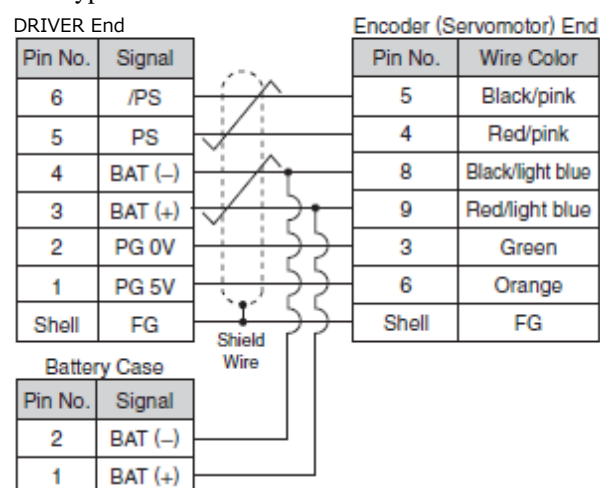 DRIVER End Encoder (Servomotor) End
Pin No. Signal Pin No. Wire Color
6 /PS 5 Black/pink
5 PS 4 Red/pink
4 BAT (–) 8 Black/light blue
3 BAT (+) 9 Red/light blue
2 PG 0V 3 Green
1 PG 5V 6 Orange
Shell FG Shell FG
Shield
Wire
Battery Case
Pin No. Signal
2 BAT (–)
1 BAT (+)